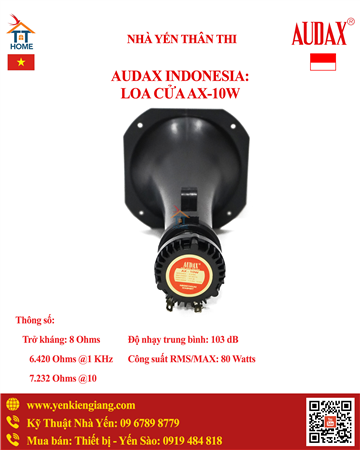 TT
HOME
NHÀ YẾN THÂN THI
AUDAX®
AUDAX INDONESIA:
LOA CỬA AX-10W
AUDAX
Thông số:
Trở kháng: 8 Ohms
Độ nhạy trung bình: 103 dB
6.420 Ohms @1 KHz
Công suất RMS/MAX: 80 Watts
7.232 Ohms @10
www.yenkiengiang.com
Kỹ Thuật Nhà Yến: 09 6789 8779
Mua bán: Thiết bị - Yến Sào: 0919 484 818